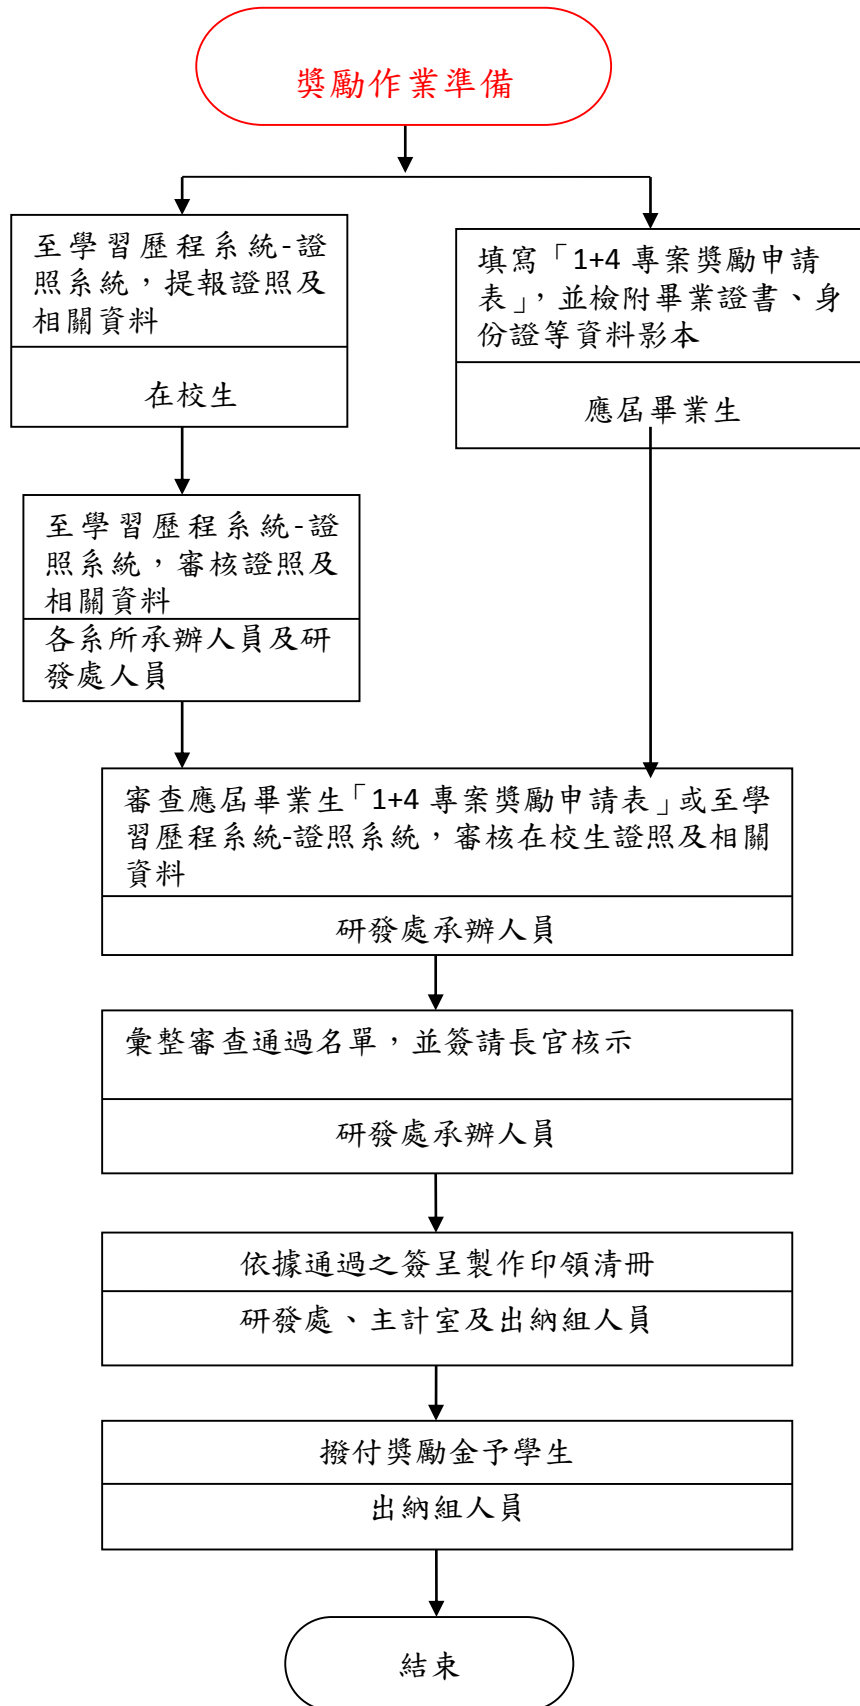 獎勵作業準備
至學習歷程系統-證
照系統，提報證照及
相關資料
在校生
填寫「1+4 專案獎勵申請
表」，並檢附畢業證書、身
份證等資料影本
應屆畢業生
至學習歷程系統-證
照系統，審核證照及
相關資料
各系所承辦人員及研
發處人員
審查應屆畢業生「1+4 專案獎勵申請表」或至學
習歷程系統-證照系統，審核在校生證照及相關
資料
研發處承辦人員
彙整審查通過名單，並簽請長官核示
研發處承辦人員
依據通過之簽呈製作印領清冊
研發處、主計室及出納組人員
撥付獎勵金予學生
出納組人員
結束